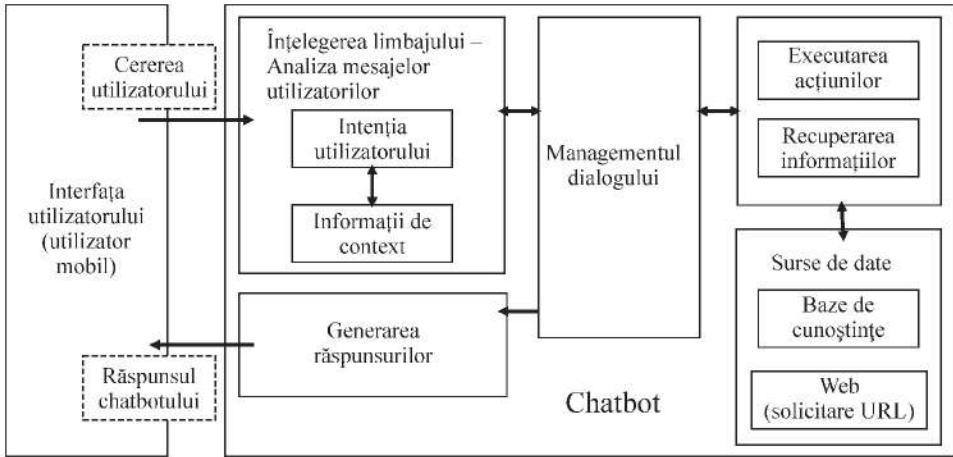 Cererea
utilizatorului
Interfața
utilizatorului
(utilizator
mobil)
Răspunsul
chatbotului
Înțelegerea limbajului –
Analiza mesajelor
utilizatorilor
Intenția
utilizatorului
Informații de
context
Generarea
răspunsurilor
Managementul
dialogului
Executarea
acțiunilor
Recuperarea
informațiilor
Surse de date
Baze de
cunoștințe
Web
(solicitare URL)
Chatbot